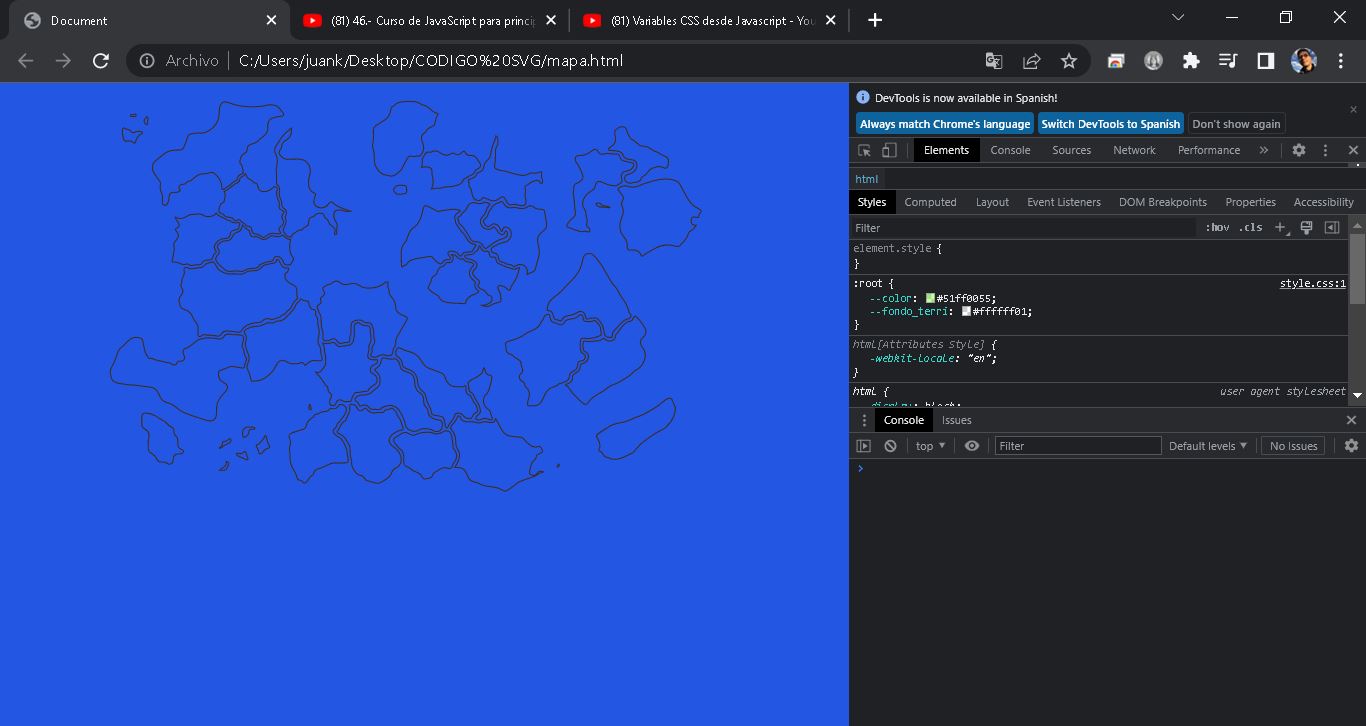 Document
(81) 46.- Curso de JavaScript para princip
(81) Variables CSS desde Javascript - You
Archivo
C:/Users/juank/Desktop/CODIGO%20SVG/mapa.html
DevTools is now available in Spanish!
Always match Chrome's language
Switch DevTools to Spanish
Don't show again
Elements
Console
Sources
Network
Performance
html
Styles
Computed
Layout
Event Listeners
DOM Breakpoints
Properties
Accessibility
Filter
:hov
.cls
element.style {
}
:root {
style.css:1
--color: #51ff0055;
--fondo_terri: #ffffff01;
}
html[Attributes Style] {
-webkit-locale: "en";
}
html {
user agent stylesheet
display: block;
Console
Issues
top
Filter
Default levels
No Issues